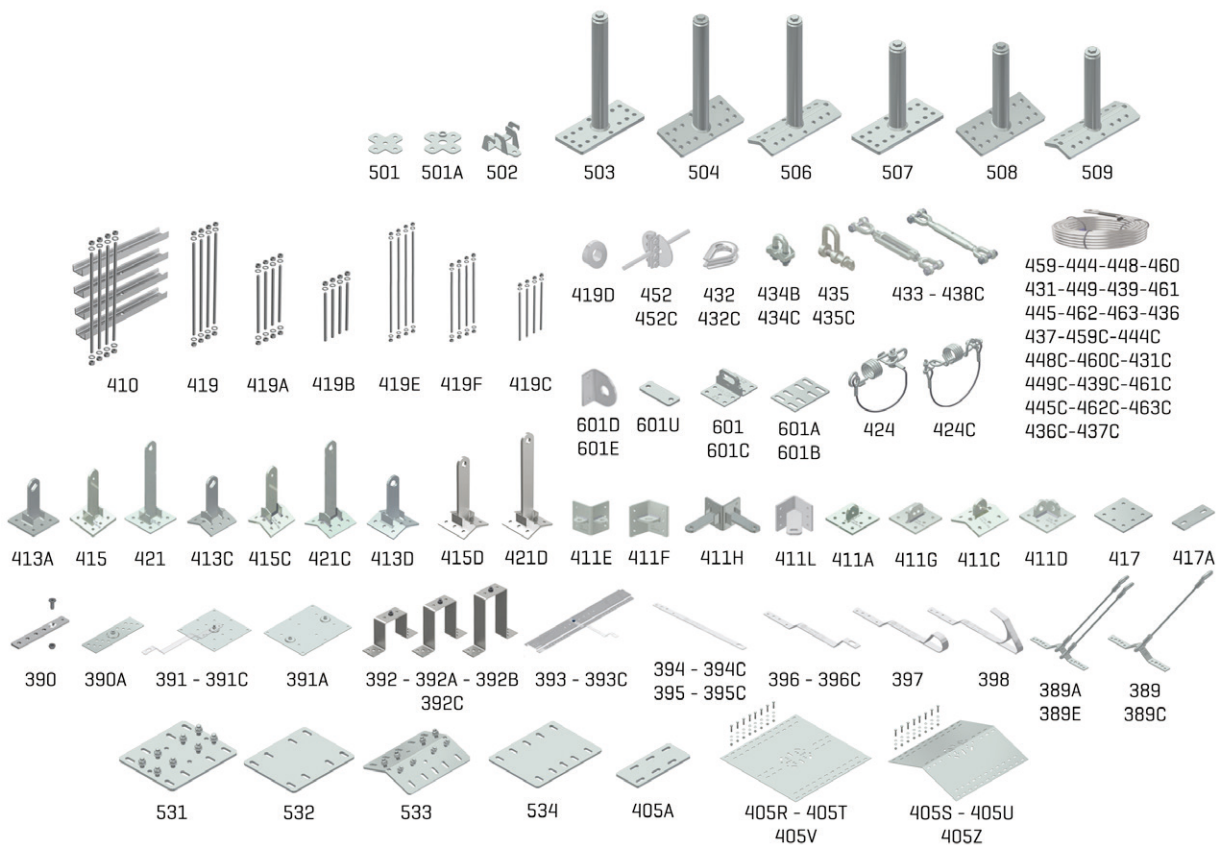 501 501A 502 503 504 506 507 508 509
410 419 419A 419B 419E 419F 419C
419D
452
452C
432
432C
434B
434C
435
435C
433 - 438C
459-444-448-460
431-449-439-461
445-462-463-436
437-459C-444C
448C-460C-431C
449C-439C-461C
445C-462C-463C
436C-437C
601D
601E
601U
601
601C
601A
601B
424
424C
413A 415 421 413C 415C 421C 413D 415D 421D 411E 411F 411H 411L 411A 411G 411C 411D 417 417A
390 390A 391 - 391C 391A
392 - 392A - 392B
392C
393 - 393C
394 - 394C
395 - 395C
396 - 396C
397
398
389A
389E
389
389C
531 532 533 534 405A
405R - 405T
405V
405S - 405U
405Z